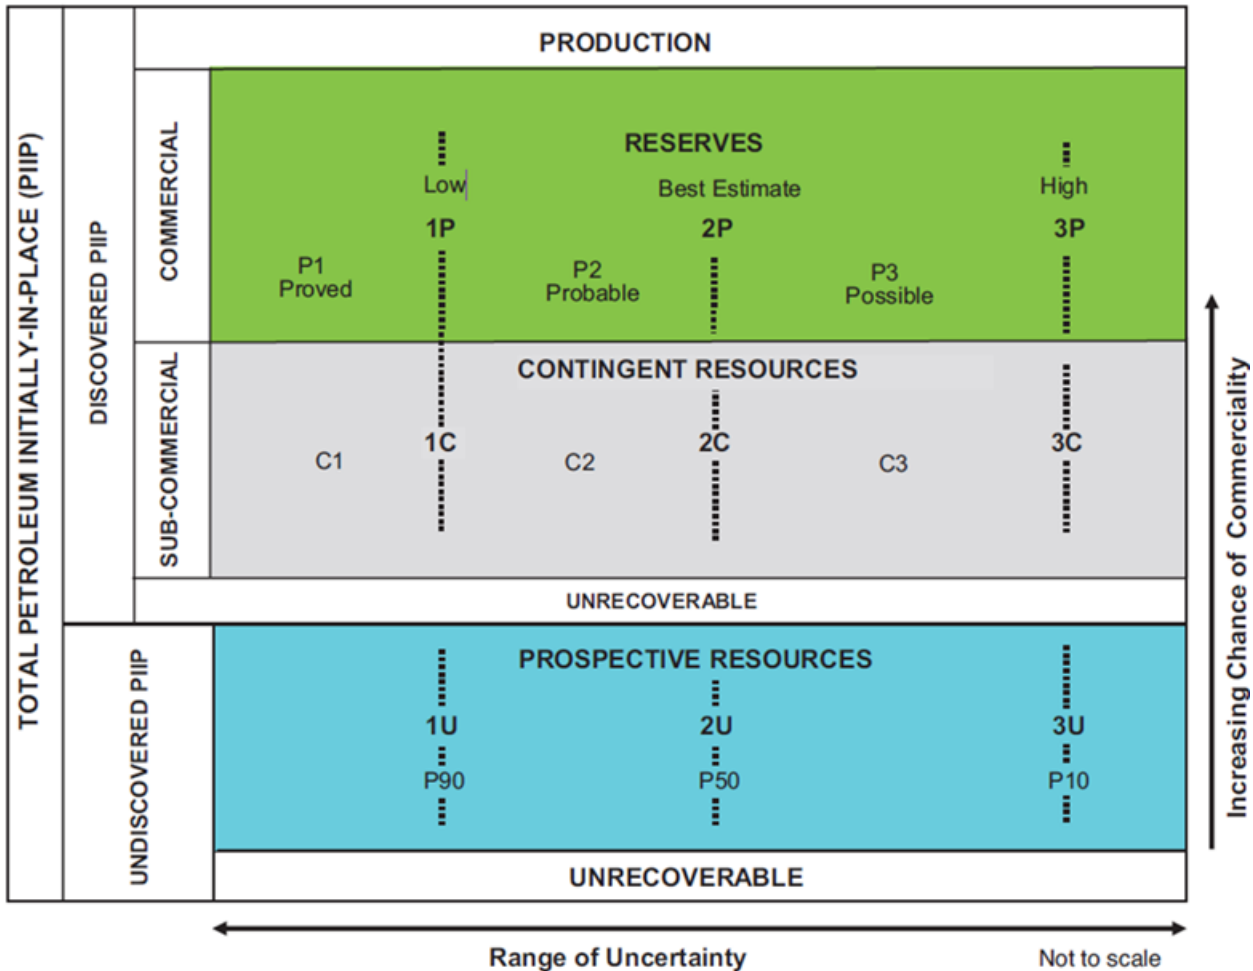 TOTAL PETROLEUM INITIALLY-IN-PLACE (PIIP)
DISCOVERED PIIP
PRODUCTION
COMMERCIAL
RESERVES
Low
Best Estimate
High
1P
2P
3P
P1
Proved
P2
Probable
P3
Possible
SUB-COMMERCIAL
CONTINGENT RESOURCES
1C
2C
3C
C1
C2
C3
UNRECOVERABLE
UNDISCOVERED PIIP
PROSPECTIVE RESOURCES
1U
2U
3U
P90
P50
P10
UNRECOVERABLE
Increasing Chance of Commerciality
Range of Uncertainty
Not to scale